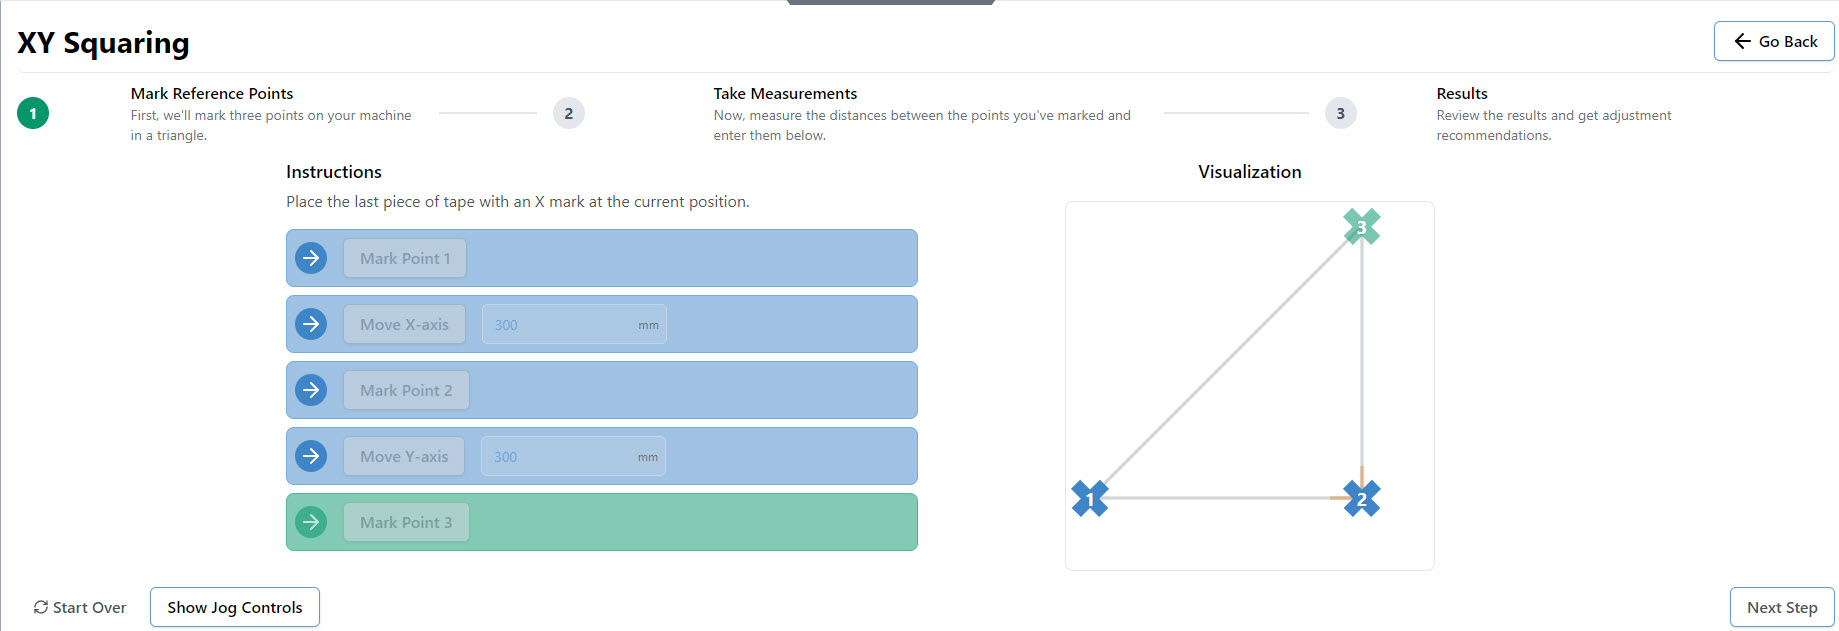 XY Squaring
Go Back
1
Mark Reference Points
First, we'll mark three points on your machine
in a triangle.
2
Take Measurements
Now, measure the distances between the points you've marked and
enter them below.
3
Results
Review the results and get adjustment
recommendations.
Instructions
Place the last piece of tape with an X mark at the current position.
Mark Point 1
Move X-axis 300 mm
Mark Point 2
Move Y-axis 300 mm
Mark Point 3
Visualization
3
1
2
Start Over
Show Jog Controls
Next Step